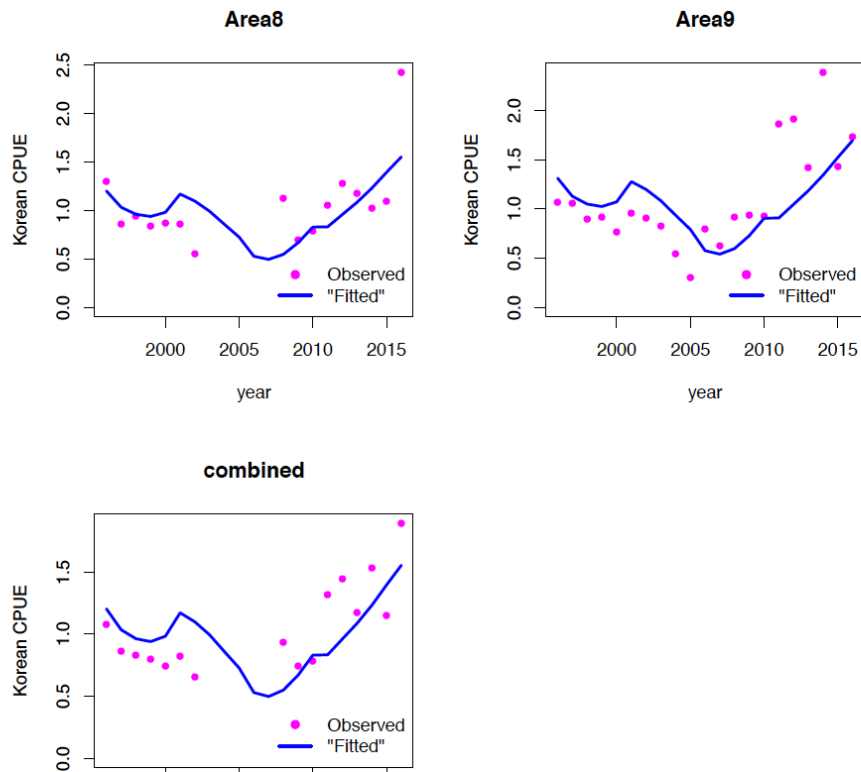 Area8
Korean CPUE
2.5
2.0
1.5
1.0
0.5
0.0
Observed
"Fitted"
2000 2005 2010 2015
year
Area9
Korean CPUE
2.0
1.5
1.0
0.5
0.0
Observed
"Fitted"
2000 2005 2010 2015
year
combined
Korean CPUE
1.5
1.0
0.5
0.0
Observed
"Fitted"